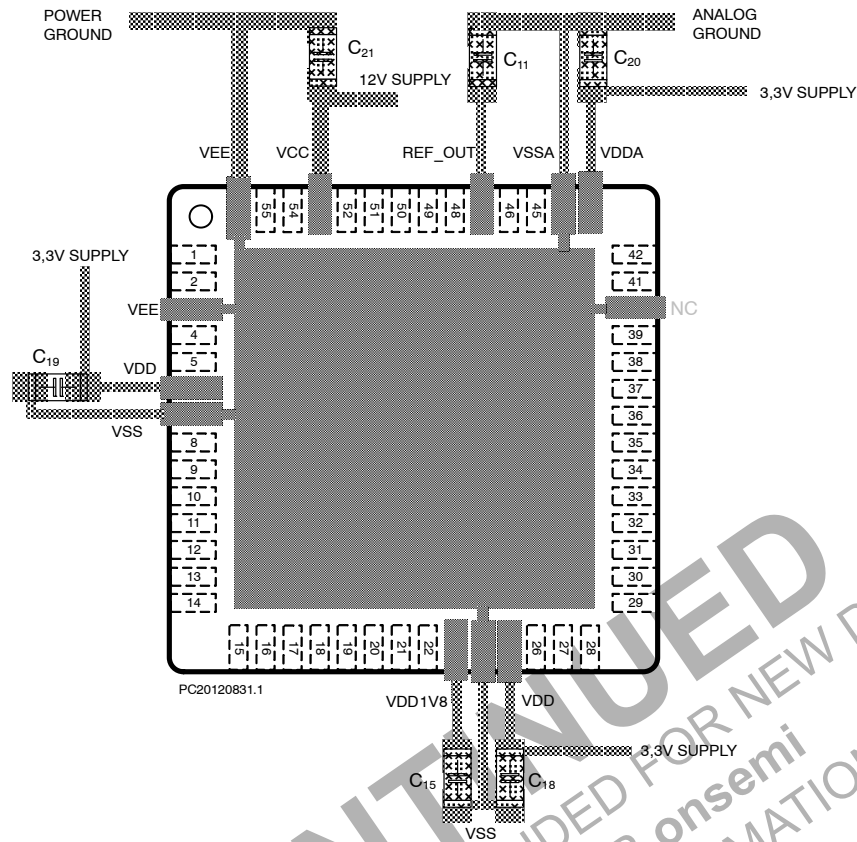 POWER
GROUND
C21
12V SUPPLY
C11
C20
ANALOG
GROUND
3,3V SUPPLY
VEE
VCC
REF_OUT
VSSA
VDDA
55
54
52
51
50
49
48
46
45
3,3V SUPPLY
1
2
VEE
4
5
C19
VDD
VSS
8
9
10
11
12
13
14
42
41
NC
39
38
37
36
35
34
33
32
31
30
29
15
16
17
18
19
20
21
22
26
27
28
PC20120831.1
VDD1V8
VDD
3,3V SUPPLY
C15
C18
VSS
onsemi